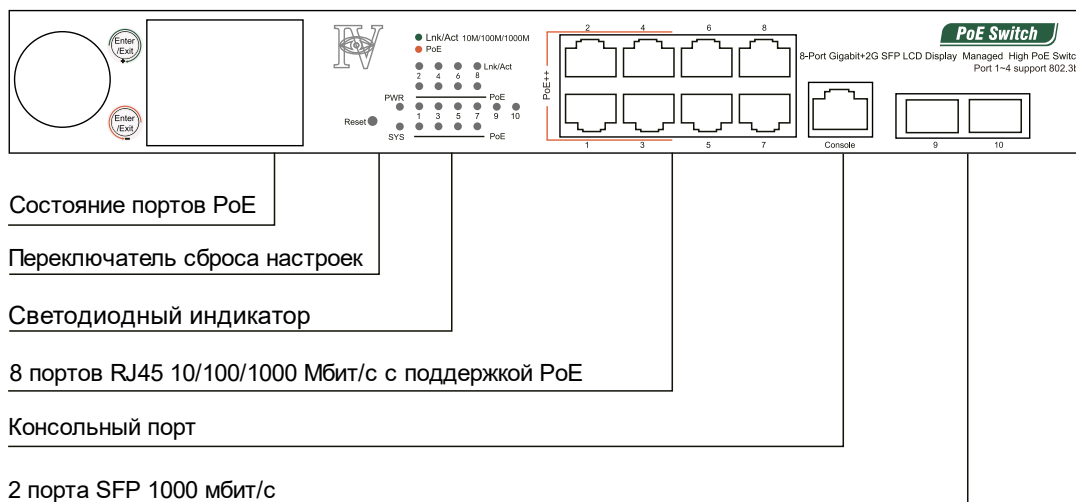 Enter
/Exit
Enter
/Exit
IV
Lnk/Act 10M/100M/1000M
PoE
Lnk/Act
2 4 6 8
PoE
PWR
1 3 5 7 9 10
Reset
SYS
PoE
PoE++
2 4 6 8
1 3 5 7
Console
9 10
PoE Switch
8-Port Gigabit+2G SFP LCD Display Managed High PoE Switc
Port 1~4 support 802.3b
Состояние портов PoE
Переключатель сброса настроек
Светодиодный индикатор
8 портов RJ45 10/100/1000 Мбит/с с поддержкой PoE
Консольный порт
2 порта SFP 1000 мбит/с